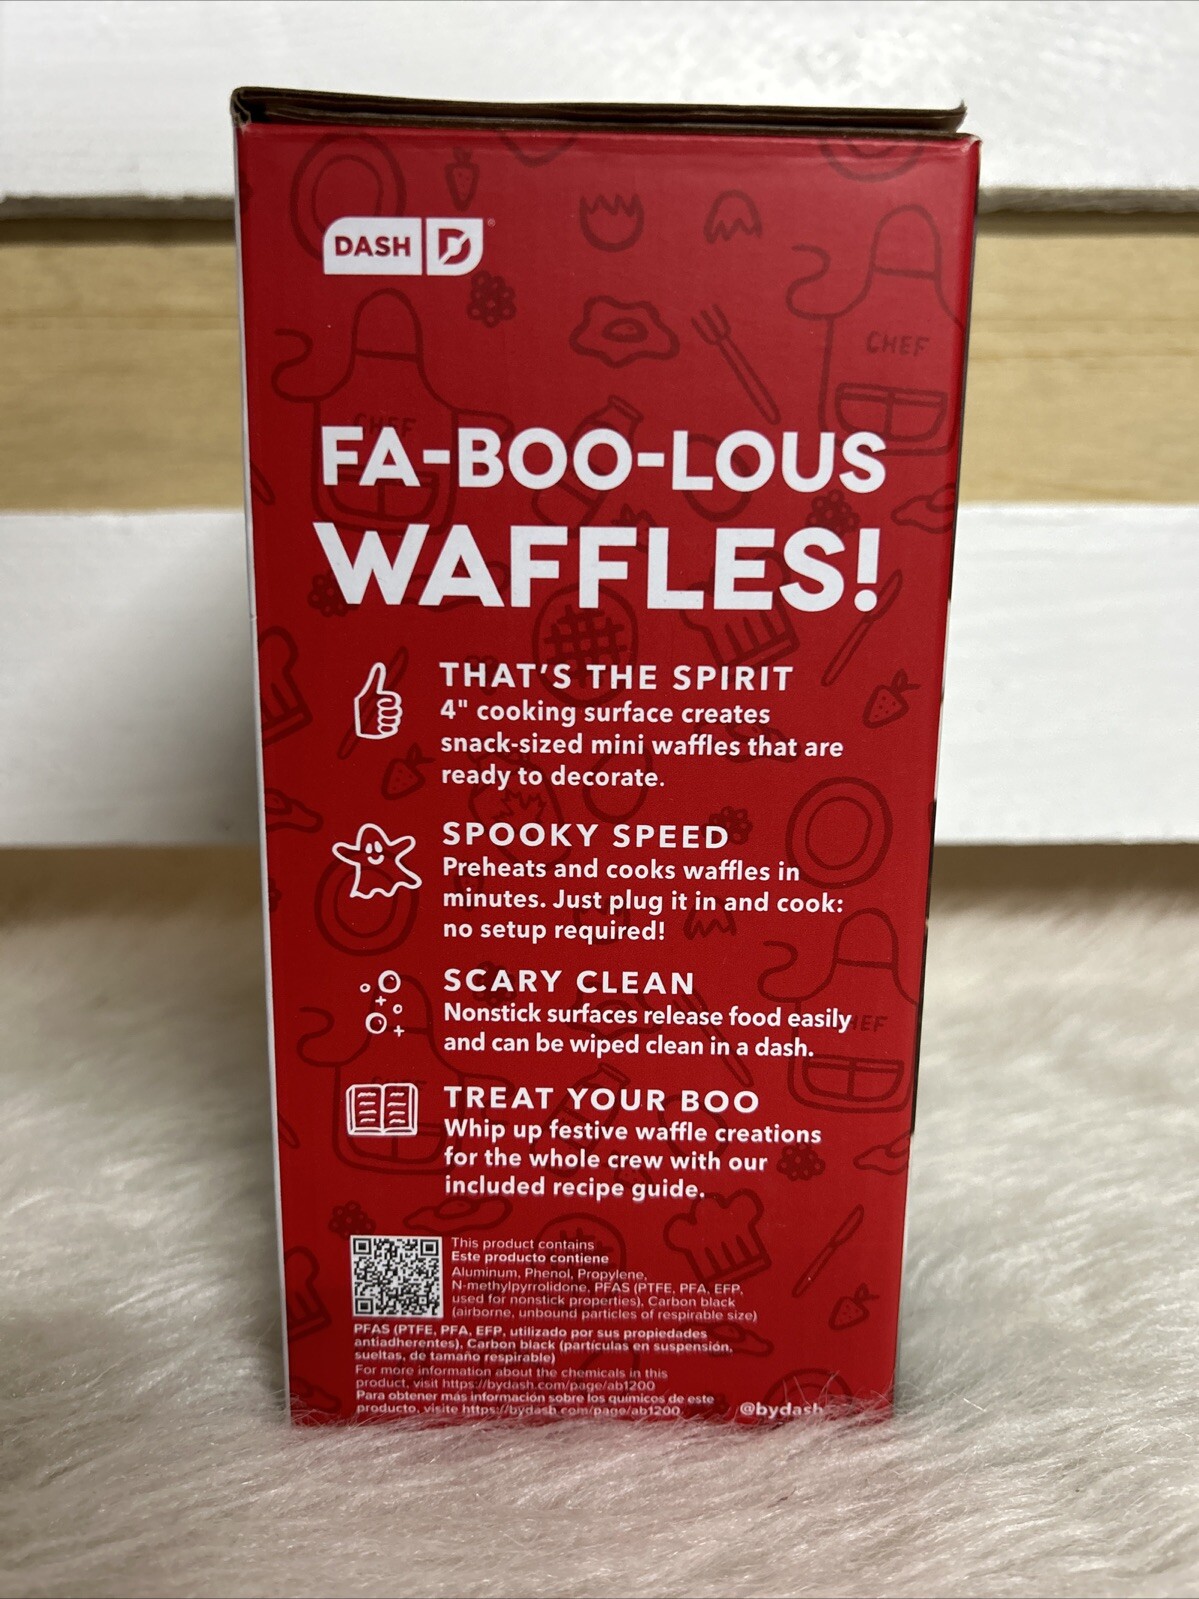 DASH
FA-BOO-LOUS
WAFFLES!
THAT'S THE SPIRIT
4" cooking surface creates
snack-sized mini waffles that are
ready to decorate.
SPOOKY SPEED
Preheats and cooks waffles in
minutes. Just plug it in and cook:
no setup required!
SCARY CLEAN
Nonstick surfaces release food easily
and can be wiped clean in a dash.
TREAT YOUR BOO
Whip up festive waffle creations
for the whole crew with our
included recipe guide.
This product contains
Este producto contiene
Aluminum, Phenol, Propylene,
N-methylpyrrolidone, PFAS (PTFE, PFA, EFP,
used for nonstick properties), Carbon black
(airborne, unbound particles of respirable size)
PFAS (PTFE, PFA, EFP, utilizado por sus propiedades
antiadherentes), Carbon black (partículas en suspensión,
sueltas, de tamaño respirable)
For more information about the chemicals in this
product, visit https://bydash.com/page/ab1200
Para obtener más información sobre los químicos de este
producto, visite https://bydash.com/page/ab1200.
@bydash
CHEF
CHEF